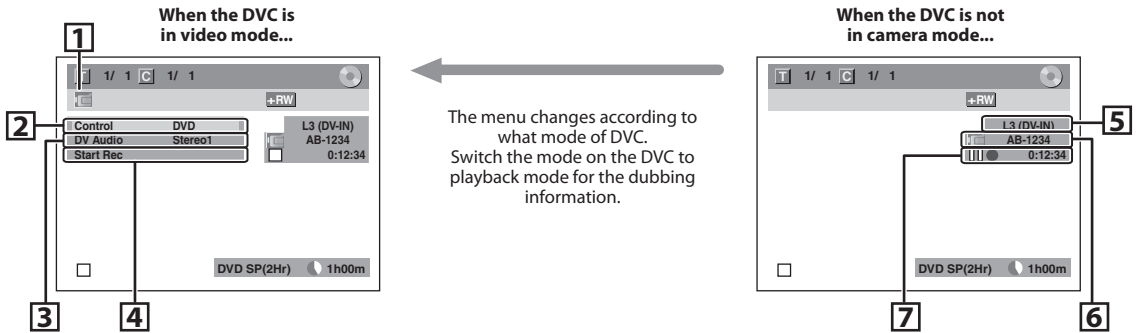 When the DVC is
in video mode...
1
T 1/ 1 C 1/ 1
+RW
2
Control DVD
DV Audio Stereo1
Start Rec
L3 (DV-IN)
AB-1234
0:12:34
DVD SP(2Hr) 1h00m
3
4
The menu changes according to
what mode of DVC.
Switch the mode on the DVC to
playback mode for the dubbing
information.
When the DVC is not
in camera mode...
T 1/ 1 C 1/ 1
+RW
L3 (DV-IN)
5
AB-1234
0:12:34
DVD SP(2Hr) 1h00m
7
6